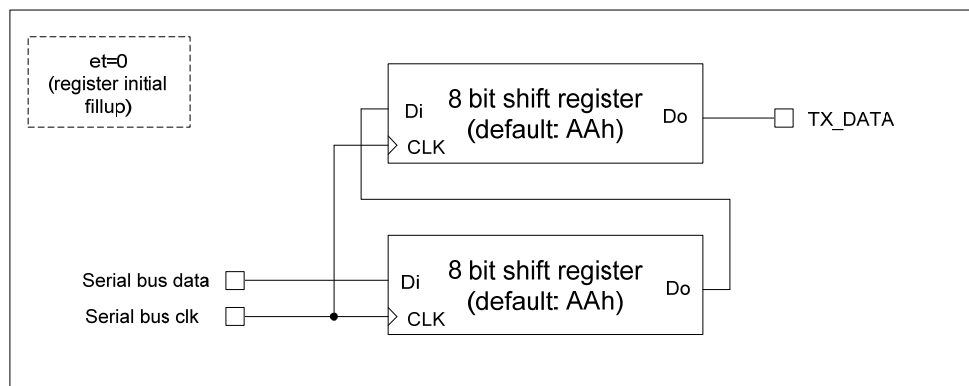 et=0
(register initial
fillup)
8 bit shift register
(default: AAh)
Di
CLK
Do
TX_DATA
8 bit shift register
(default: AAh)
Serial bus data
Di
Do
Serial bus clk
CLK